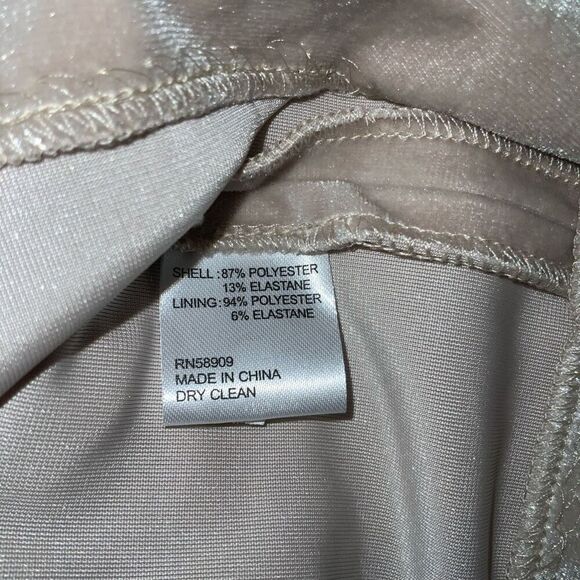 SHELL :87% POLYESTER
13% ELASTANE
LINING:94% POLYESTER
6% ELASTANE
RN58909
MADE IN CHINA
DRY CLEAN